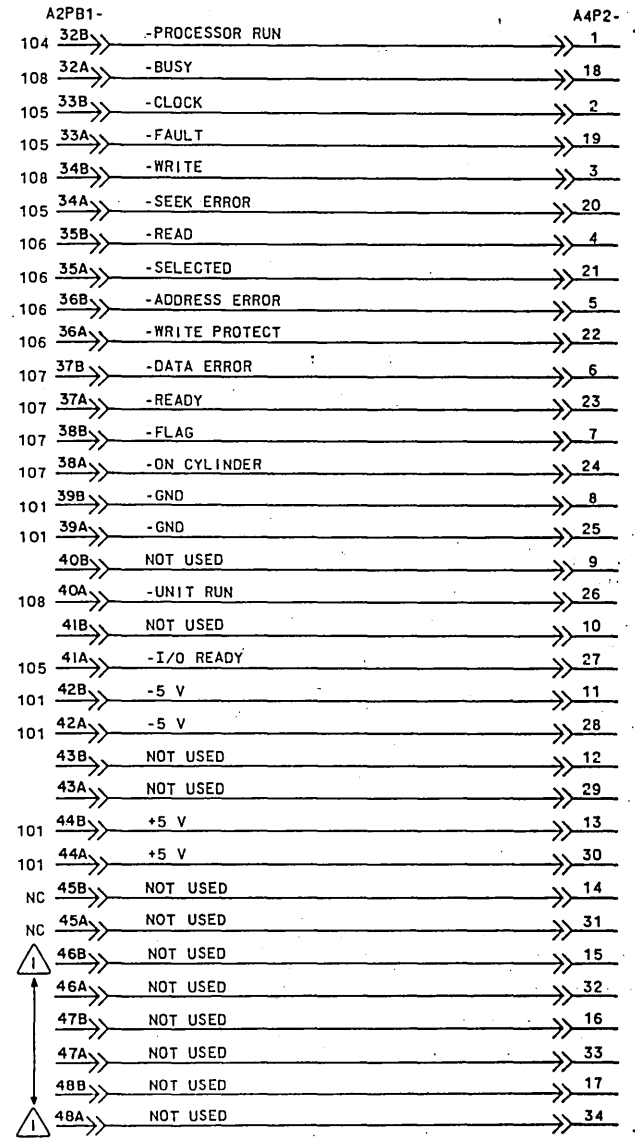 A2PB1- A4P2-
104 32B -PROCESSOR RUN 1
108 32A -BUSY 18
105 33B -CLOCK 2
105 33A -FAULT 19
108 34B -WRITE 3
105 34A -SEEK ERROR 20
106 35B -READ 4
106 35A -SELECTED 21
106 36B -ADDRESS ERROR 5
106 36A -WRITE PROTECT 22
107 37B -DATA ERROR 6
107 37A -READY 23
107 38B -FLAG 7
107 38A -ON CYLINDER 24
101 39B -GND 8
101 39A -GND 25
40B NOT USED 9
108 40A -UNIT RUN 26
41B NOT USED 10
105 41A -I/O READY 27
101 42B -5 V 11
101 42A -5 V 28
43B NOT USED 12
43A NOT USED 29
101 44B +5 V 13
101 44A +5 V 30
NC 45B NOT USED 14
NC 45A NOT USED 31
1 46B NOT USED 15
46A NOT USED 32
47B NOT USED 16
47A NOT USED 33
48B NOT USED 17
1 48A NOT USED 34